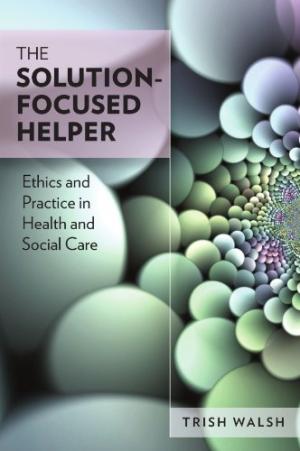 THE
SOLUTION-
FOCUSED
HELPER
Ethics and
Practice in
Health and
Social Care
TRISH WALSH